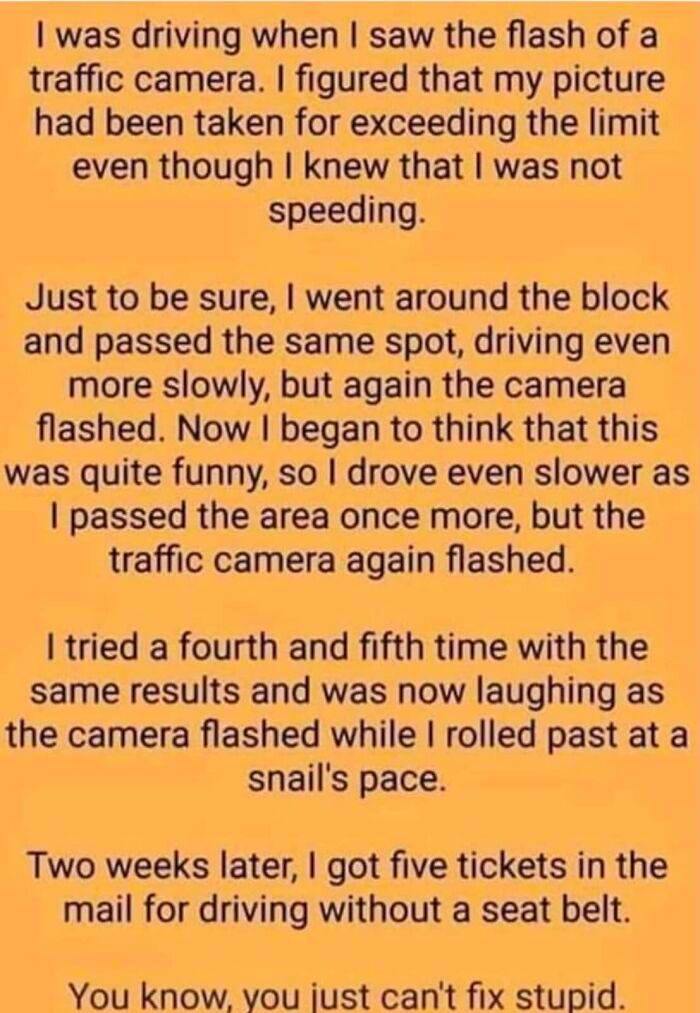 I was driving when I saw the flash of a
traffic camera. I figured that my picture
had been taken for exceeding the limit
even though I knew that I was not
speeding.
Just to be sure, I went around the block
and passed the same spot, driving even
more slowly, but again the camera
flashed. Now I began to think that this
was quite funny, so I drove even slower as
I passed the area once more, but the
traffic camera again flashed.
I tried a fourth and fifth time with the
same results and was now laughing as
the camera flashed while I rolled past at a
snail's pace.
Two weeks later, I got five tickets in the
mail for driving without a seat belt.
You know, you just can't fix stupid.